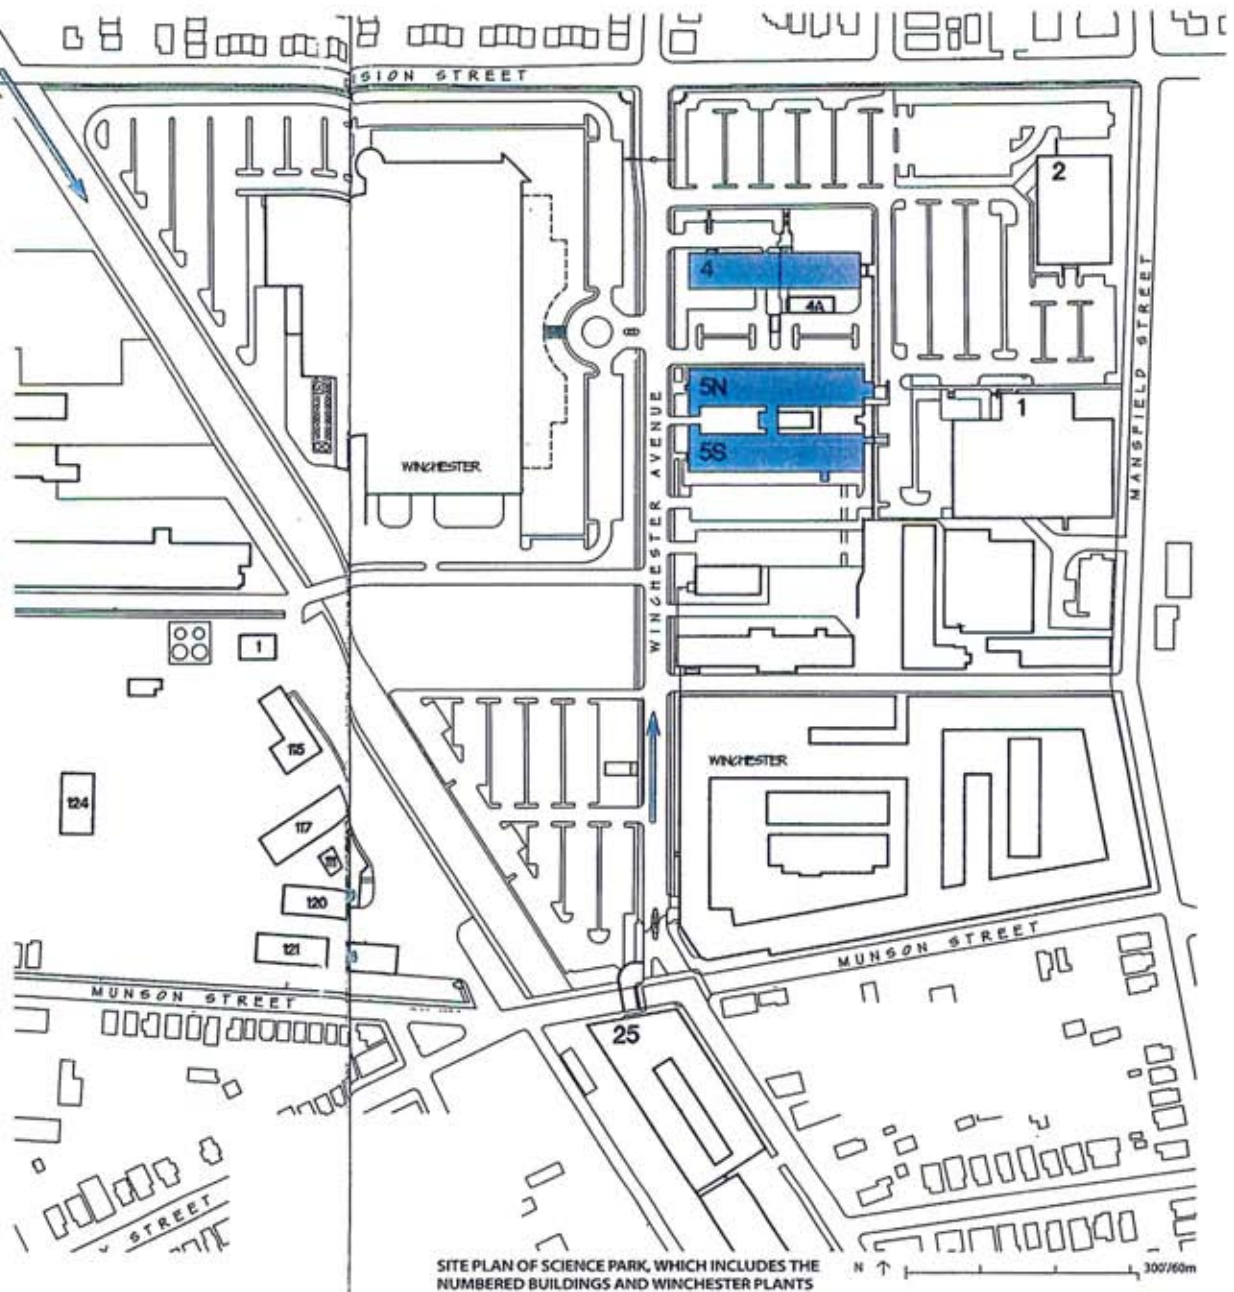 SION STREET
2
4
4A
5N
1
5S
WINCHESTER
WINCHESTER AVENUE
MANSFIELD STREET
1
115
WINCHESTER
124
117
120
121
MUNSON STREET
MUNSON STREET
25
STREET
SITE PLAN OF SCIENCE PARK, WHICH INCLUDES THE
NUMBERED BUILDINGS AND WINCHESTER PLANTS
N
300'/60m